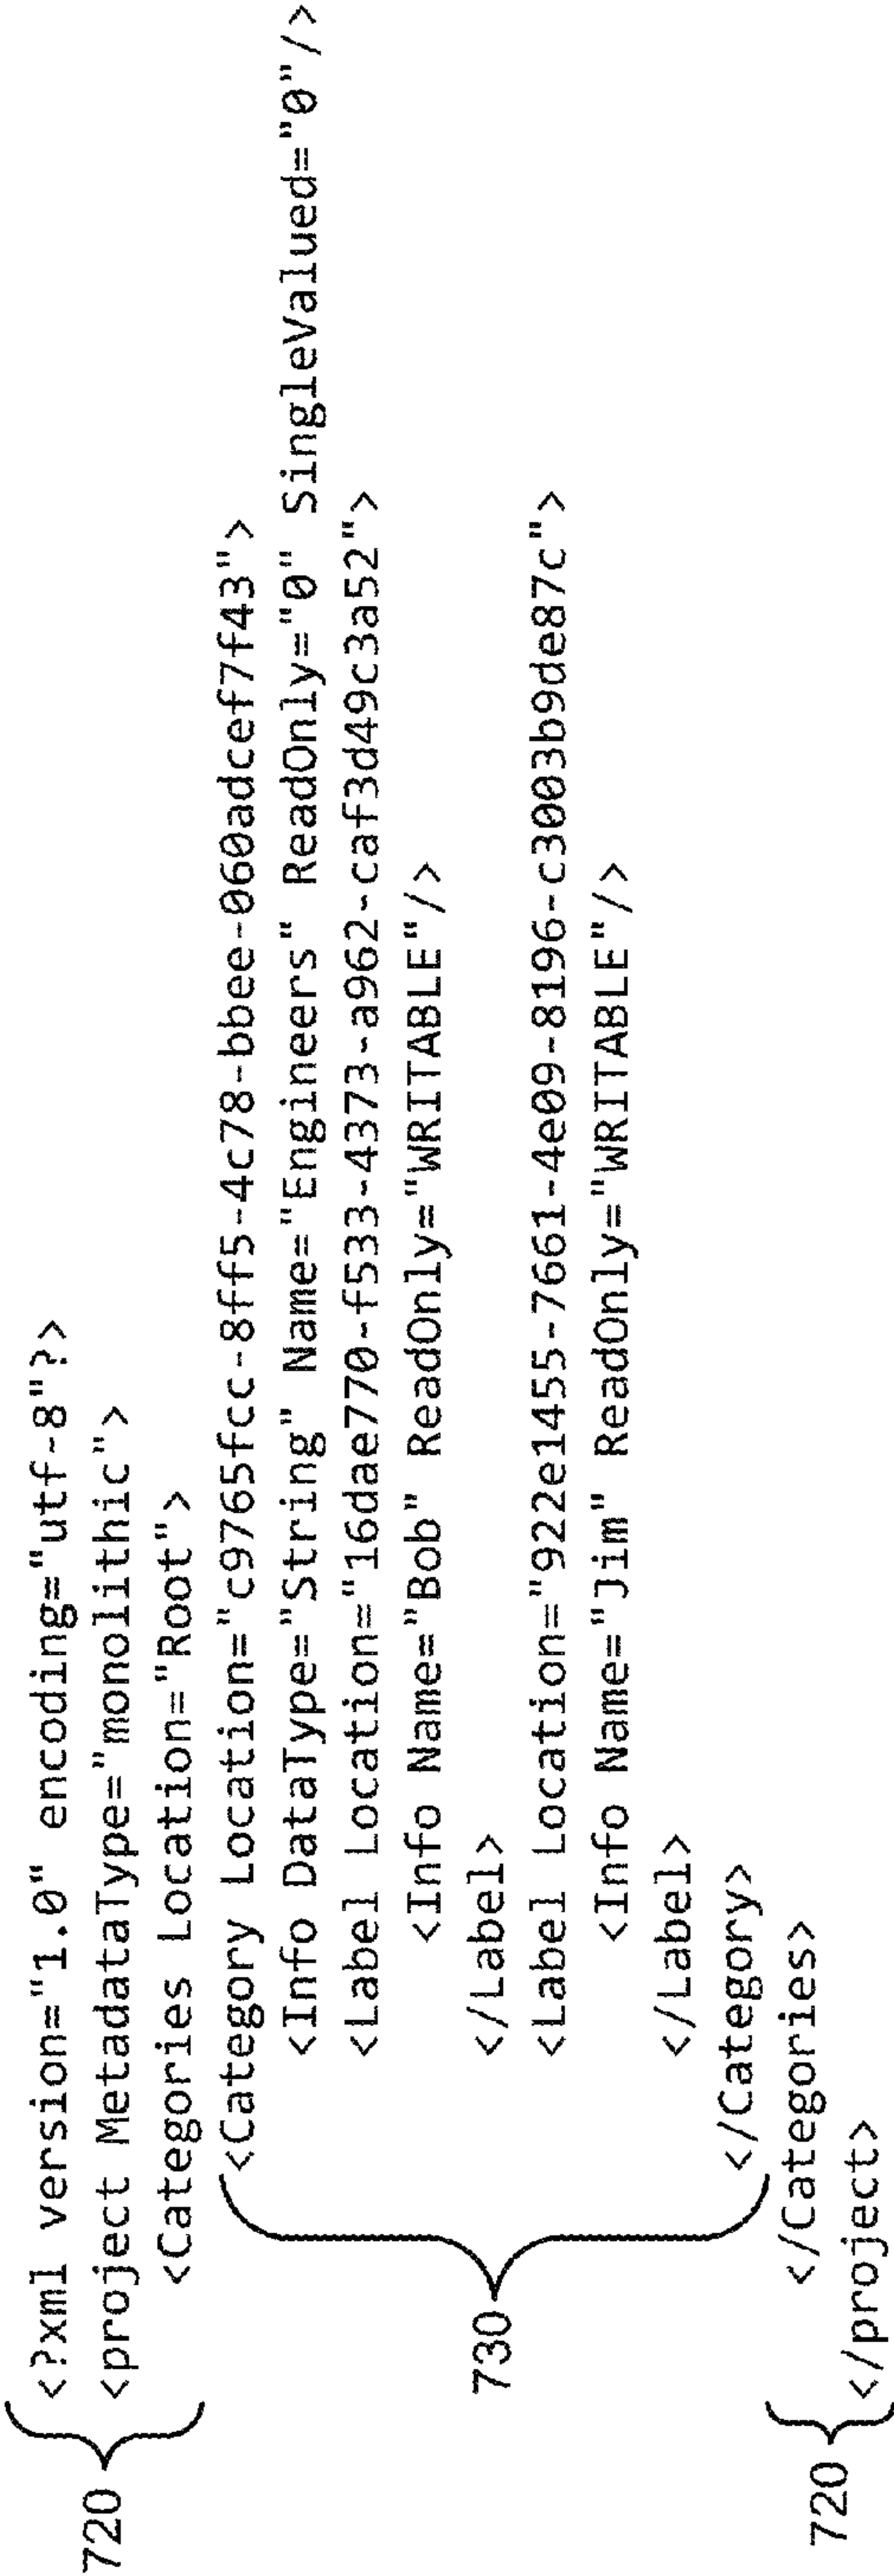 <?xml version="1.0" encoding="utf-8"?>
<project MetadataType="monolithic">
<Categories Location="Root">
720
<Category Location="c9765fcc-8ff5-4c78-bbee-060adcef7f43">
<Info DataType="String" Name="Engineers" ReadOnly="0" SingleValued="0"/>
<Label Location="16dae770-f533-4373-a962-caf3d49c3a52">
<Info Name="Bob" ReadOnly="WRITABLE"/>
</Label>
<Label Location="922e1455-7661-4e09-8196-c3003b9de87c">
<Info Name="Jim" ReadOnly="WRITABLE"/>
</Label>
</Category>
730
</Categories>
</project>
720